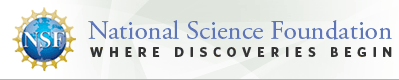 NSF
National Science Foundation
WHERE DISCOVERIES BEGIN